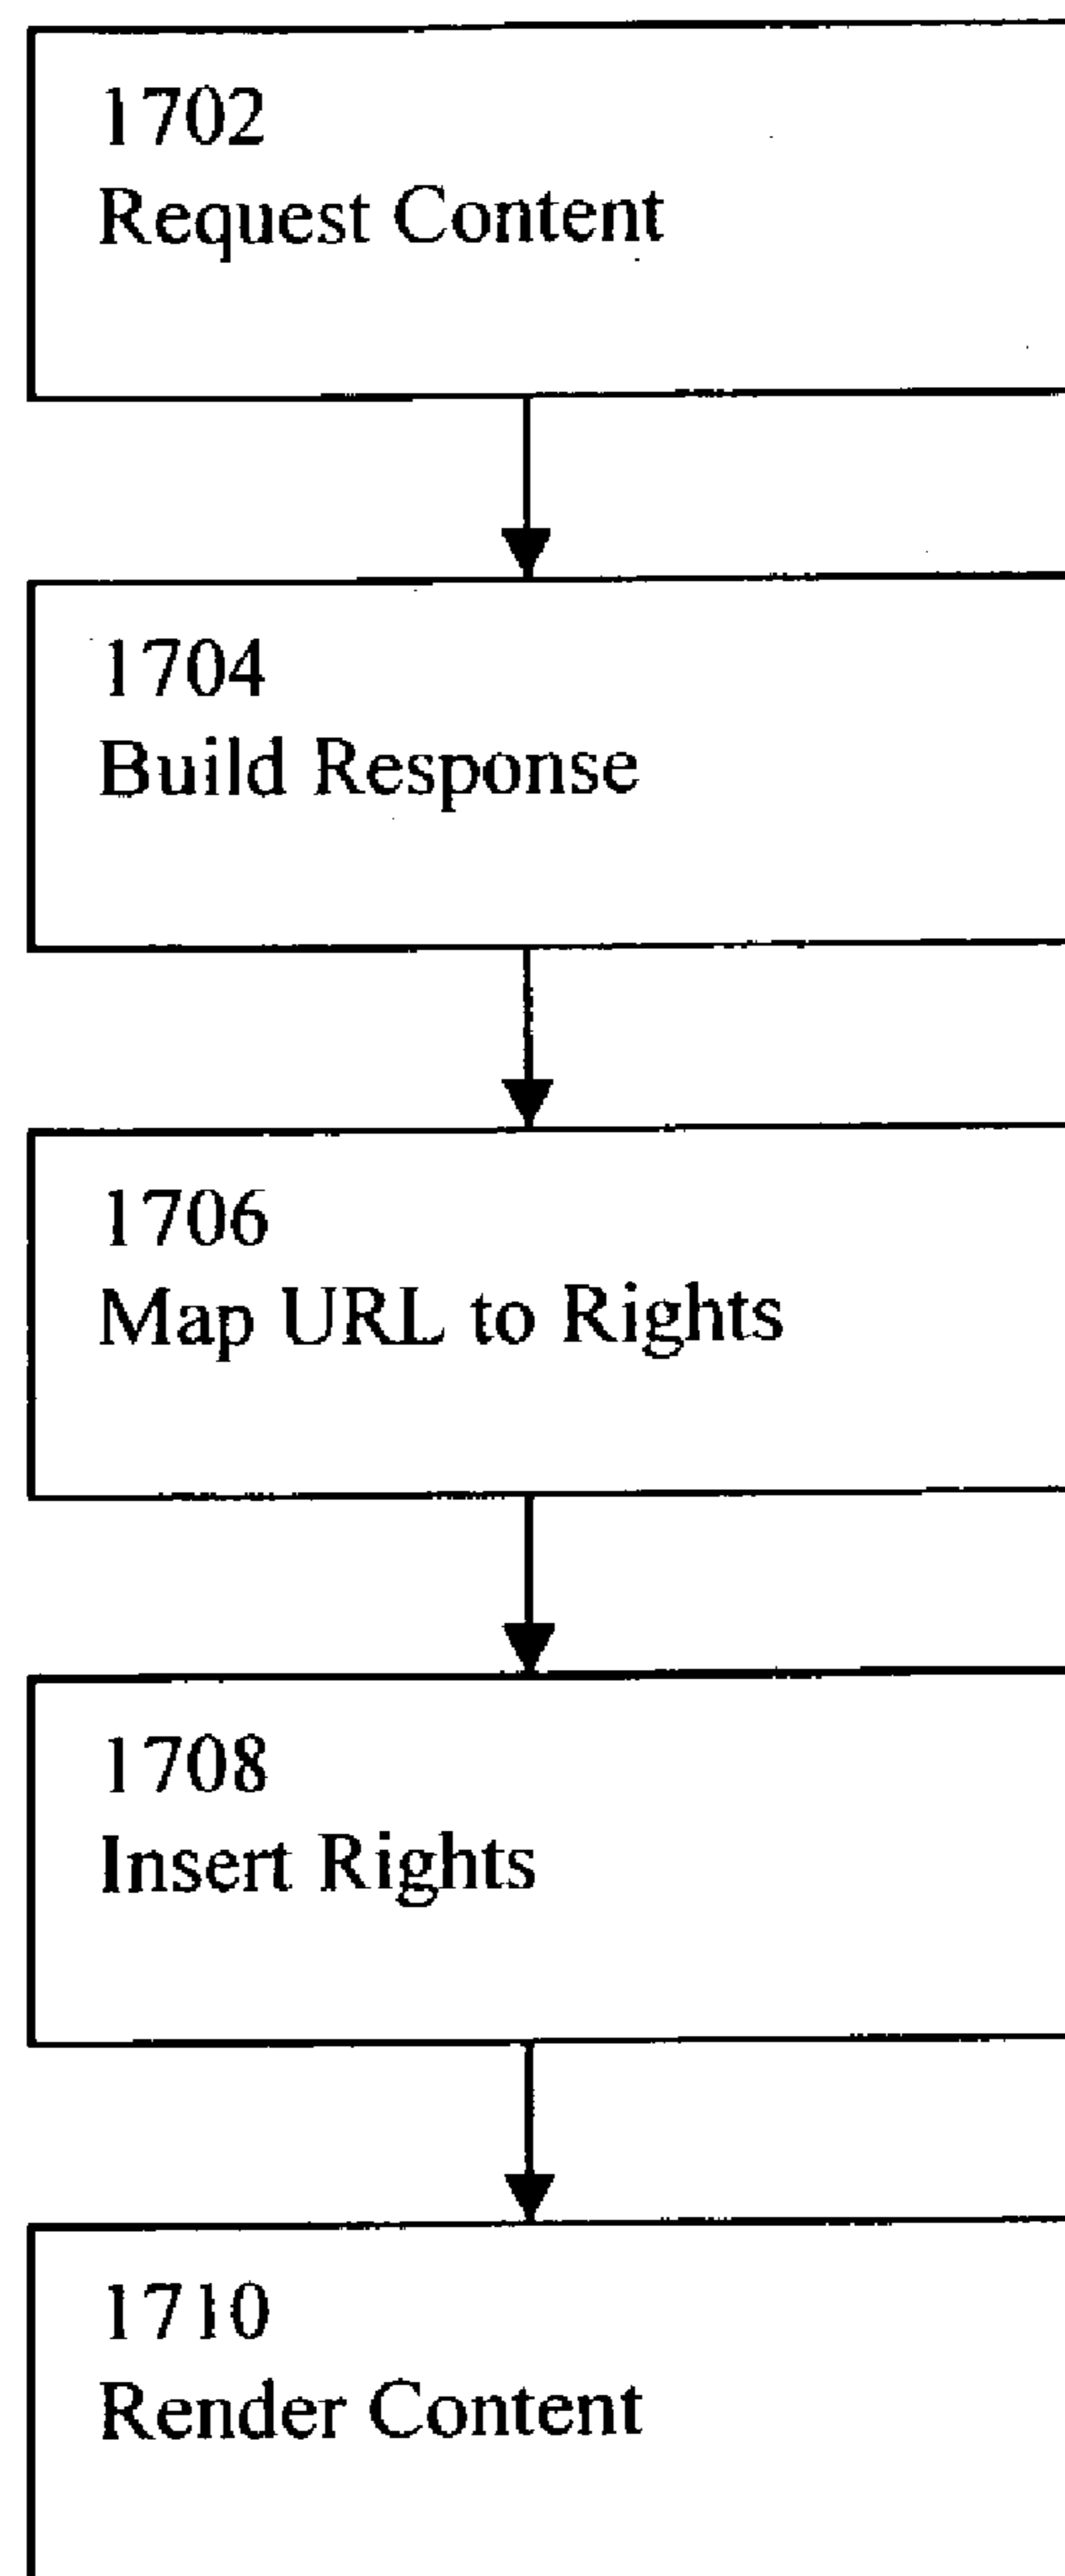 1702
Request Content
1704
Build Response
1706
Map URL to Rights
1708
Insert Rights
1710
Render Content